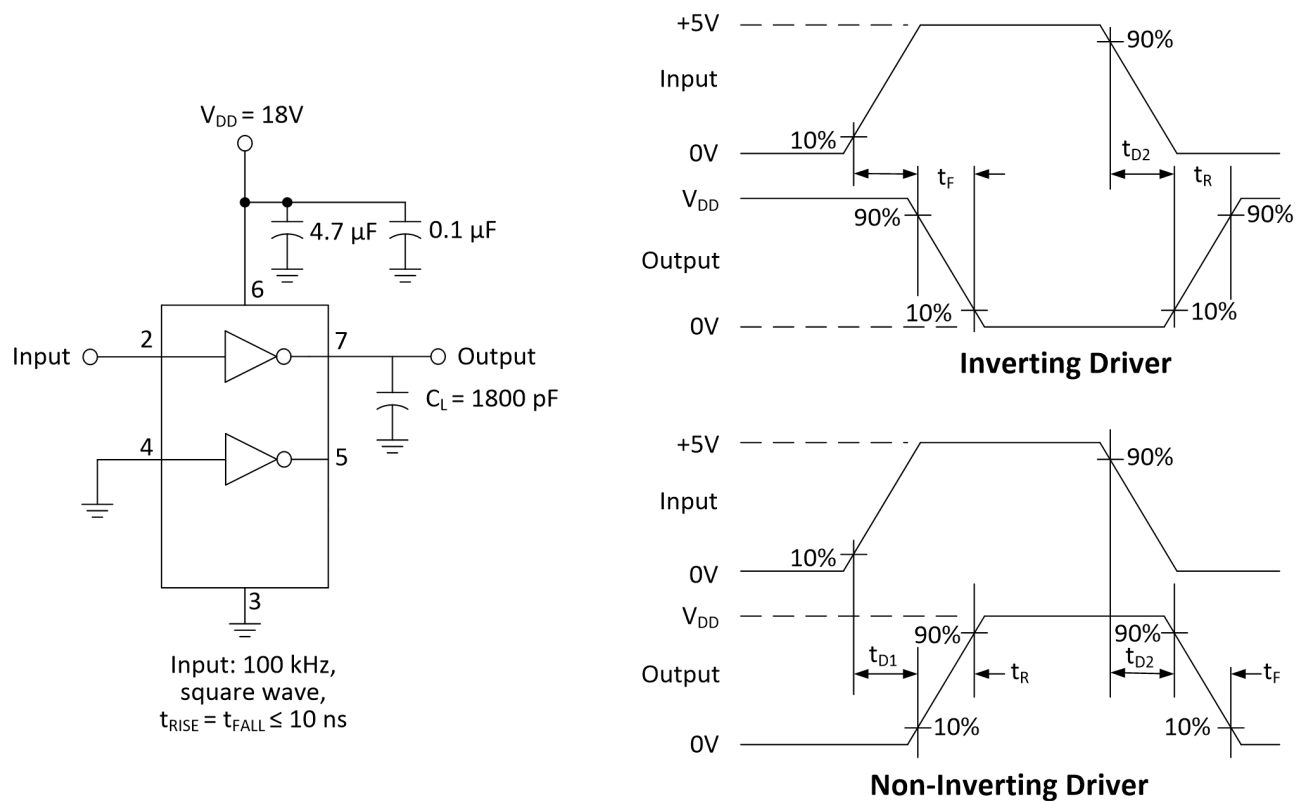 V_DD = 18V
4.7 µF
0.1 µF
6
Input
2
7
Output
C_L = 1800 pF
4
5
3
Input: 100 kHz,
square wave,
t_RISE = t_FALL ≤ 10 ns
+5V
90%
Input
10%
0V
t_D2
t_F
t_R
V_DD
90%
90%
Output
10%
10%
0V
Inverting Driver
+5V
90%
Input
10%
0V
V_DD
90%
90%
t_D1
t_D2
Output
t_R
t_F
10%
10%
0V
Non-Inverting Driver